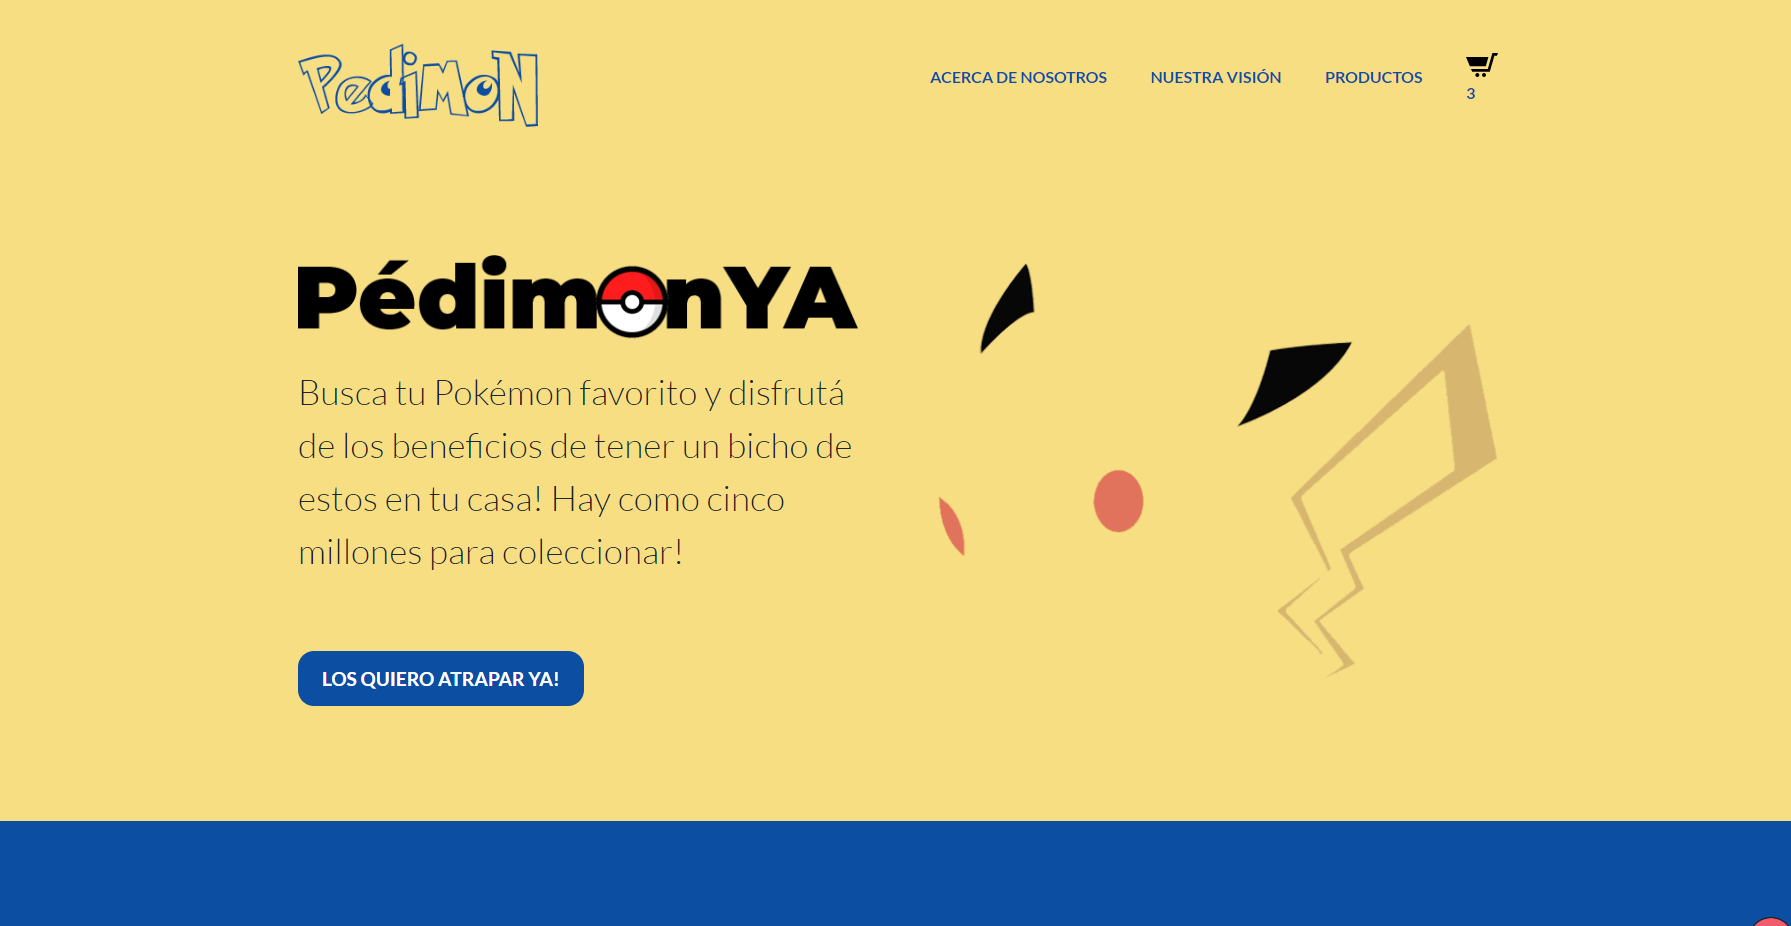 PediMoN
ACERCA DE NOSOTROS
NUESTRA VISIÓN
PRODUCTOS
3
PédimonYA
Busca tu Pokémon favorito y disfrutá
de los beneficios de tener un bicho de
estos en tu casa! Hay como cinco
millones para coleccionar!
LOS QUIERO ATRAPAR YA!